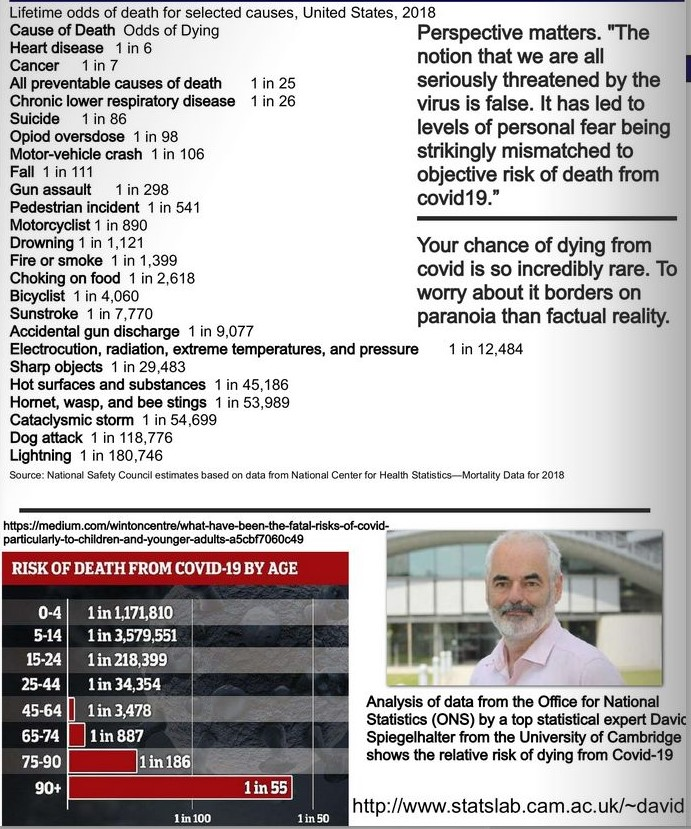 Lifetime odds of death for selected causes, United States, 2018
Cause of Death Odds of Dying
Heart disease 1 in 6
Cancer 1 in 7
All preventable causes of death 1 in 25
Chronic lower respiratory disease 1 in 26
Suicide 1 in 86
Opiod oversdose 1 in 98
Motor-vehicle crash 1 in 106
Fall 1 in 111
Gun assault 1 in 298
Pedestrian incident 1 in 541
Motorcyclist 1 in 890
Drowning 1 in 1,121
Fire or smoke 1 in 1,399
Choking on food 1 in 2,618
Bicyclist 1 in 4,060
Sunstroke 1 in 7,770
Accidental gun discharge 1 in 9,077
Electrocution, radiation, extreme temperatures, and pressure 1 in 12,484
Sharp objects 1 in 29,483
Hot surfaces and substances 1 in 45,186
Hornet, wasp, and bee stings 1 in 53,989
Cataclysmic storm 1 in 54,699
Dog attack 1 in 118,776
Lightning 1 in 180,746
Source: National Safety Council estimates based on data from National Center for Health Statistics—Mortality Data for 2018
Perspective matters. "The
notion that we are all
seriously threatened by the
virus is false. It has led to
levels of personal fear being
strikingly mismatched to
objective risk of death from
covid19.”
Your chance of dying from
covid is so incredibly rare. To
worry about it borders on
paranoia than factual reality.
https://medium.com/wintoncentre/what-have-been-the-fatal-risks-of-covid-
particularly-to-children-and-younger-adults-a5cbf7060c49
RISK OF DEATH FROM COVID-19 BY AGE
0-4 1 in 1,171,810
5-14 1 in 3,579,551
15-24 1 in 218,399
25-44 1 in 34,354
45-64 1 in 3,478
65-74 1 in 887
75-90 1 in 186
90+ 1 in 55
1 in 100 1 in 50
Analysis of data from the Office for National
Statistics (ONS) by a top statistical expert Davic
Spiegelhalter from the University of Cambridge
shows the relative risk of dying from Covid-19
http://www.statslab.cam.ac.uk/~david